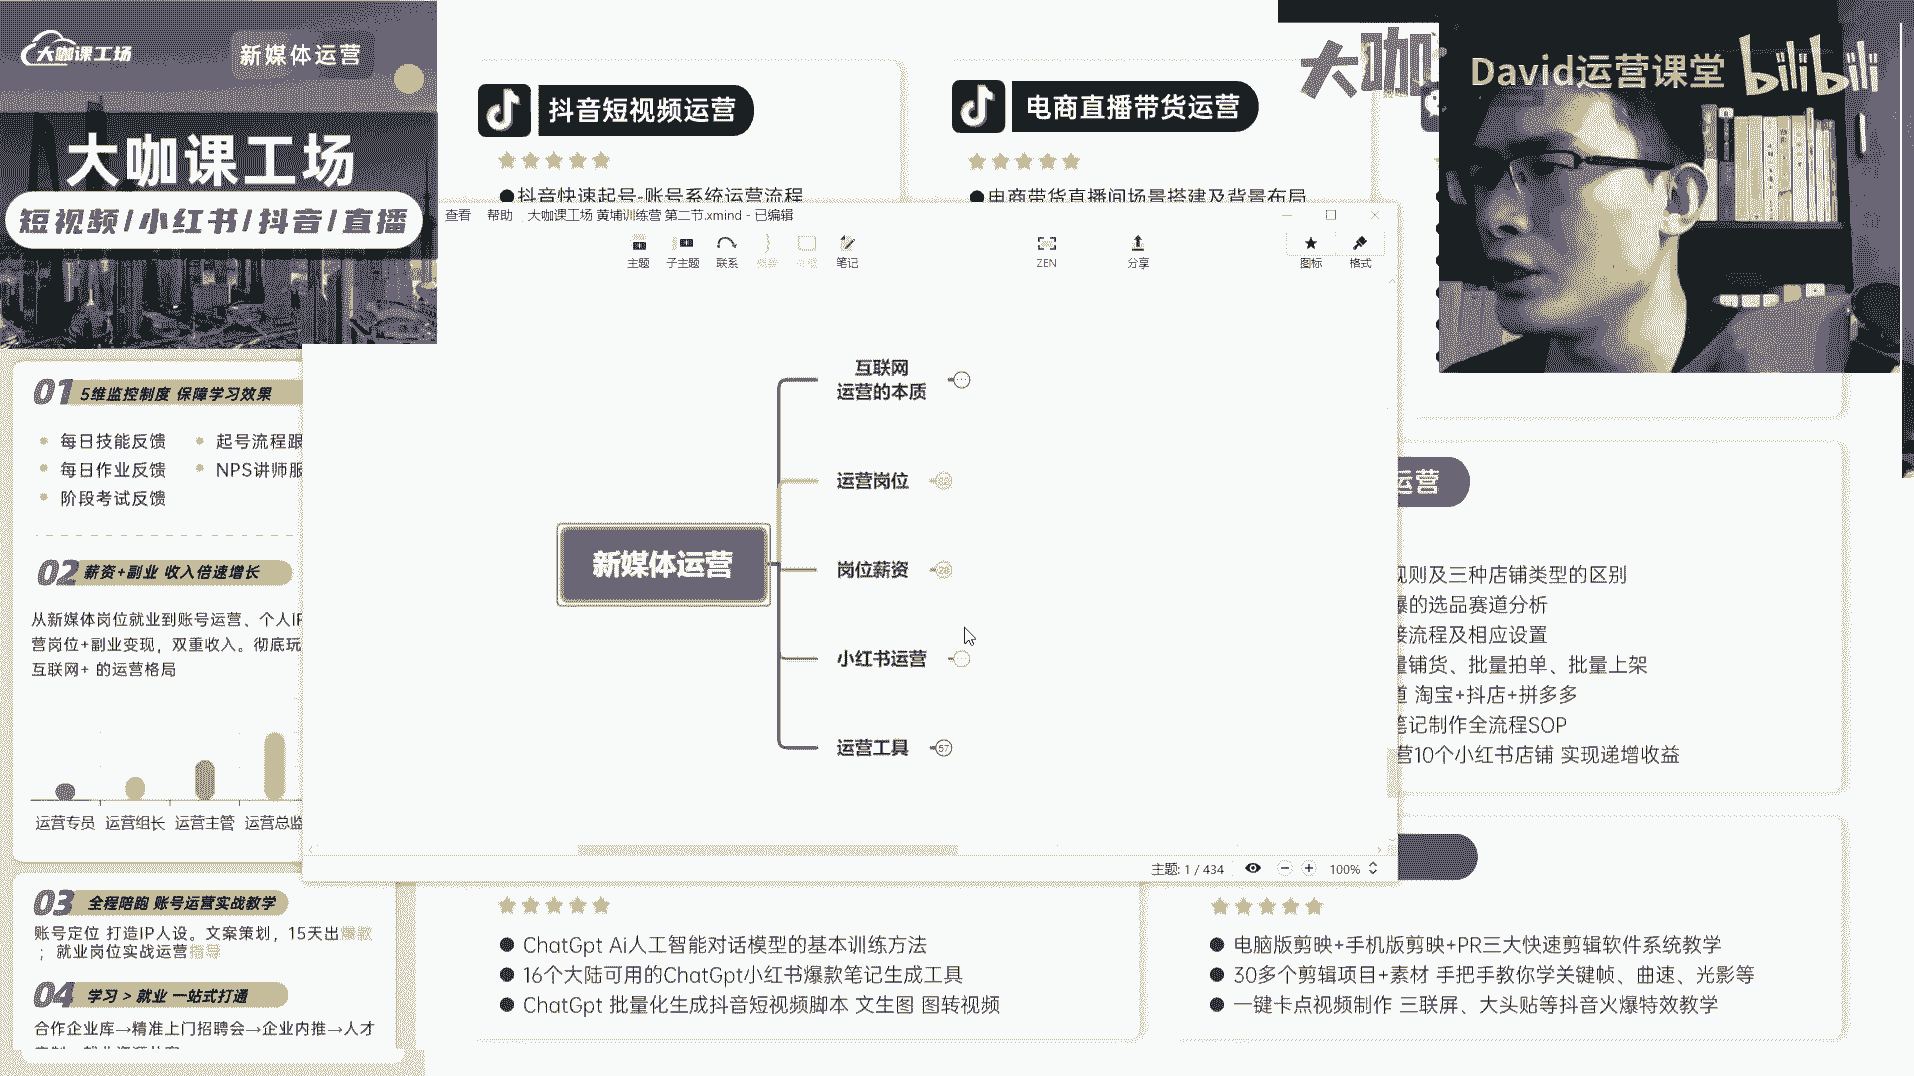 大咖课工场
新媒体运营
大咖课工场
短视频/小红书/抖音/直播
抖音短视频运营
抖音快速起号-账号系统运营流程
电商直播带货运营
电商带货直播间场景搭建及背景布局
大咖
David运营课堂
bilibili
查看 帮助 大咖课工场 黄埔训练营 第二节.xmind - 已编辑
主题 子主题 联系 概要 外框 笔记 ZEN 分享 图标 格式
互联网
运营的本质
运营岗位
新媒体运营
岗位薪资
28
小红书运营
运营工具
57
主题: 1 / 434
100%
01 5维监控制度 保障学习效果
每日技能反馈 起号流程跟
每日作业反馈 NPS讲师服
阶段考试反馈
02 薪资+副业 收入倍速增长
从新媒体岗位就业到账号运营、个人IP
营岗位+副业变现，双重收入。彻底玩
互联网+ 的运营格局
运营专员 运营组长 运营主管 运营总监
03 全程陪跑 账号运营实战教学
账号定位 打造IP人设。文案策划，15天出爆款
；就业岗位实战运营指导
04 学习 > 就业 一站式打通
合作企业库→精准上门招聘会→企业内推→人才
运营
规则及三种店铺类型的区别
爆的选品赛道分析
接流程及相应设置
量铺货、批量拍单、批量上架
道 淘宝+抖店+拼多多
笔记制作全流程SOP
营10个小红书店铺 实现递增收益
ChatGpt Ai人工智能对话模型的基本训练方法
16个大陆可用的ChatGpt小红书爆款笔记生成工具
ChatGpt 批量化生成抖音短视频脚本 文生图 图转视频
电脑版剪映+手机版剪映+PR三大快速剪辑软件系统教学
30多个剪辑项目+素材 手把手教你学关键帧、曲速、光影等
一键卡点视频制作 三联屏、大头贴等抖音火爆特效教学